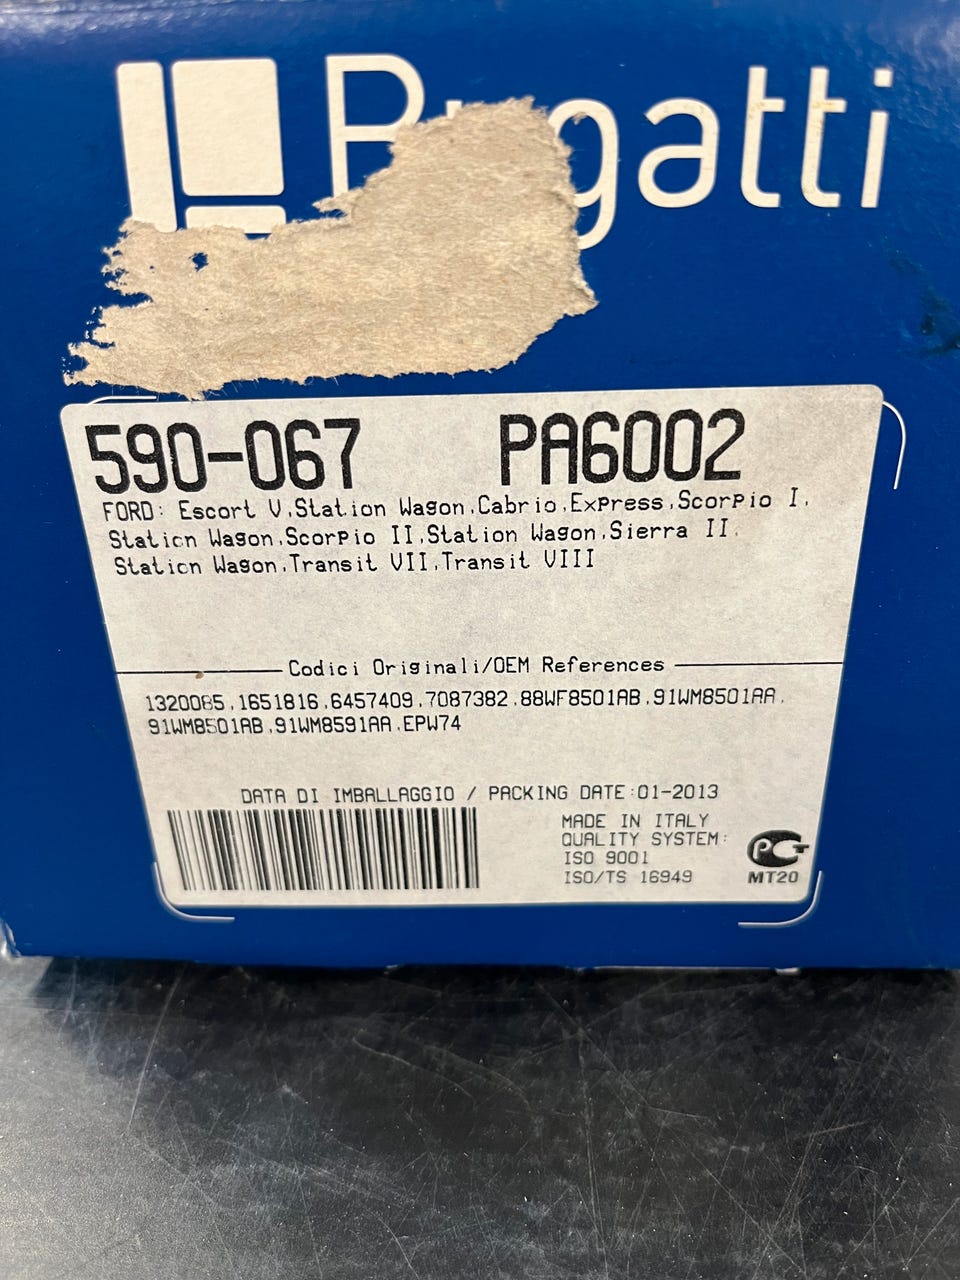 Bugatti
590-067 PA6002
FORD: Escort V,Station Wagon,Cabrio,Express,Scorpio I,
Station Wagon,Scorpio II,Station Wagon,Sierra II,
Station Wagon,Transit VII,Transit VIII
Codici Originali/OEM References
1320085,1651816,6457409,7087382,88WF8501AB,91WM8501AA,
91WM8501AB,91WM8591AA,EPW74
DATA DI IMBALLAGGIO / PACKING DATE:01-2013
MADE IN ITALY
QUALITY SYSTEM:
ISO 9001
ISO/TS 16949
PCT
MT20